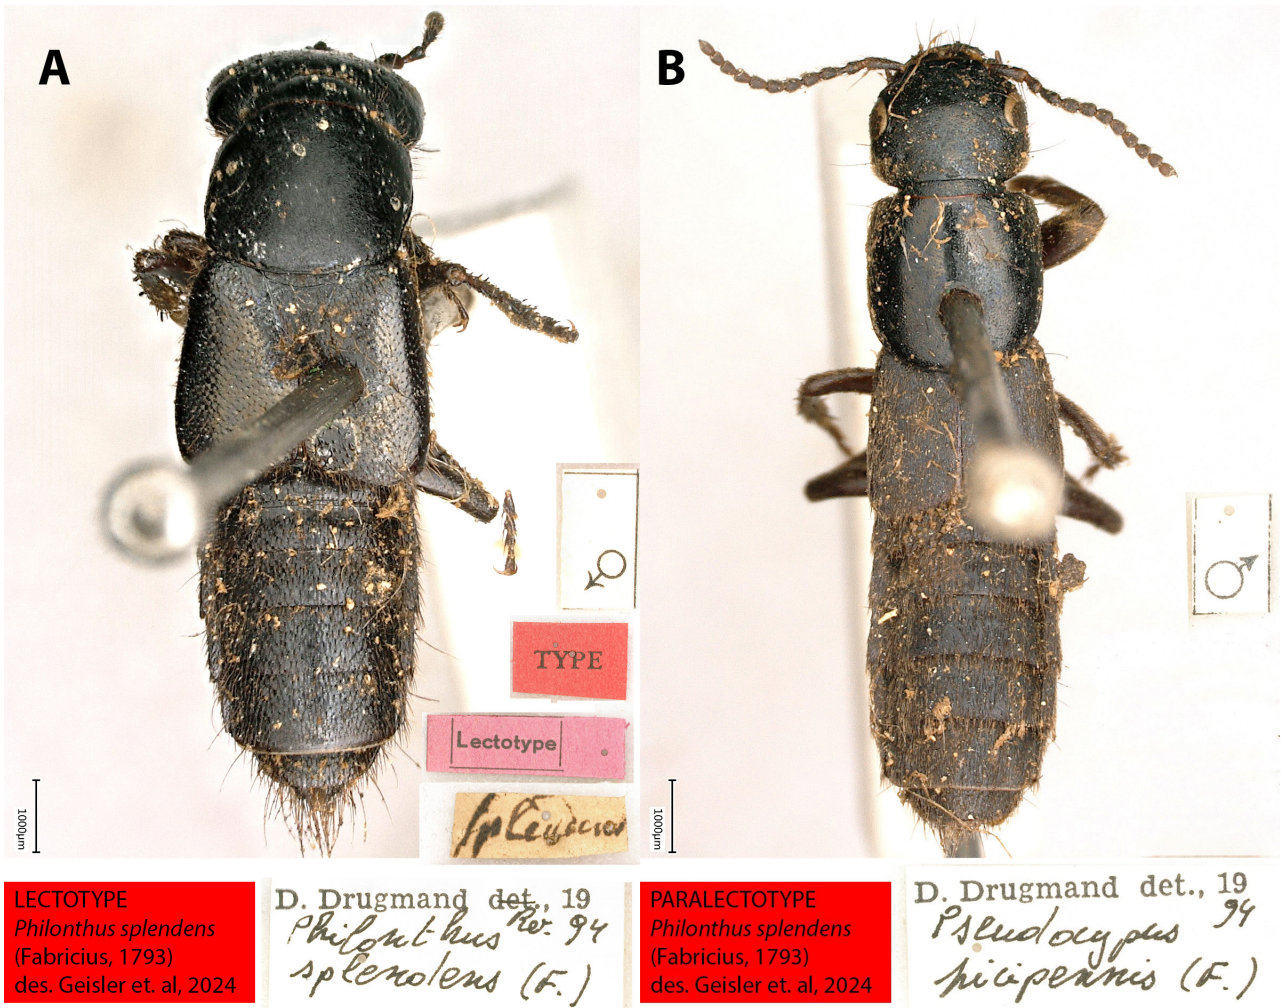 A
B
TYPE
Lectotype
splendens
1000µm
1000µm
LECTOTYPE
Philonthus splendens
(Fabricius, 1793)
des. Geisler et. al, 2024
D. Drugmand det., 19
Rev. 94
Philonthus
splendens (F.)
PARALECTOTYPE
Philonthus splendens
(Fabricius, 1793)
des. Geisler et. al, 2024
D. Drugmand det., 19
94
Pseudocypus
picipennis (F.)